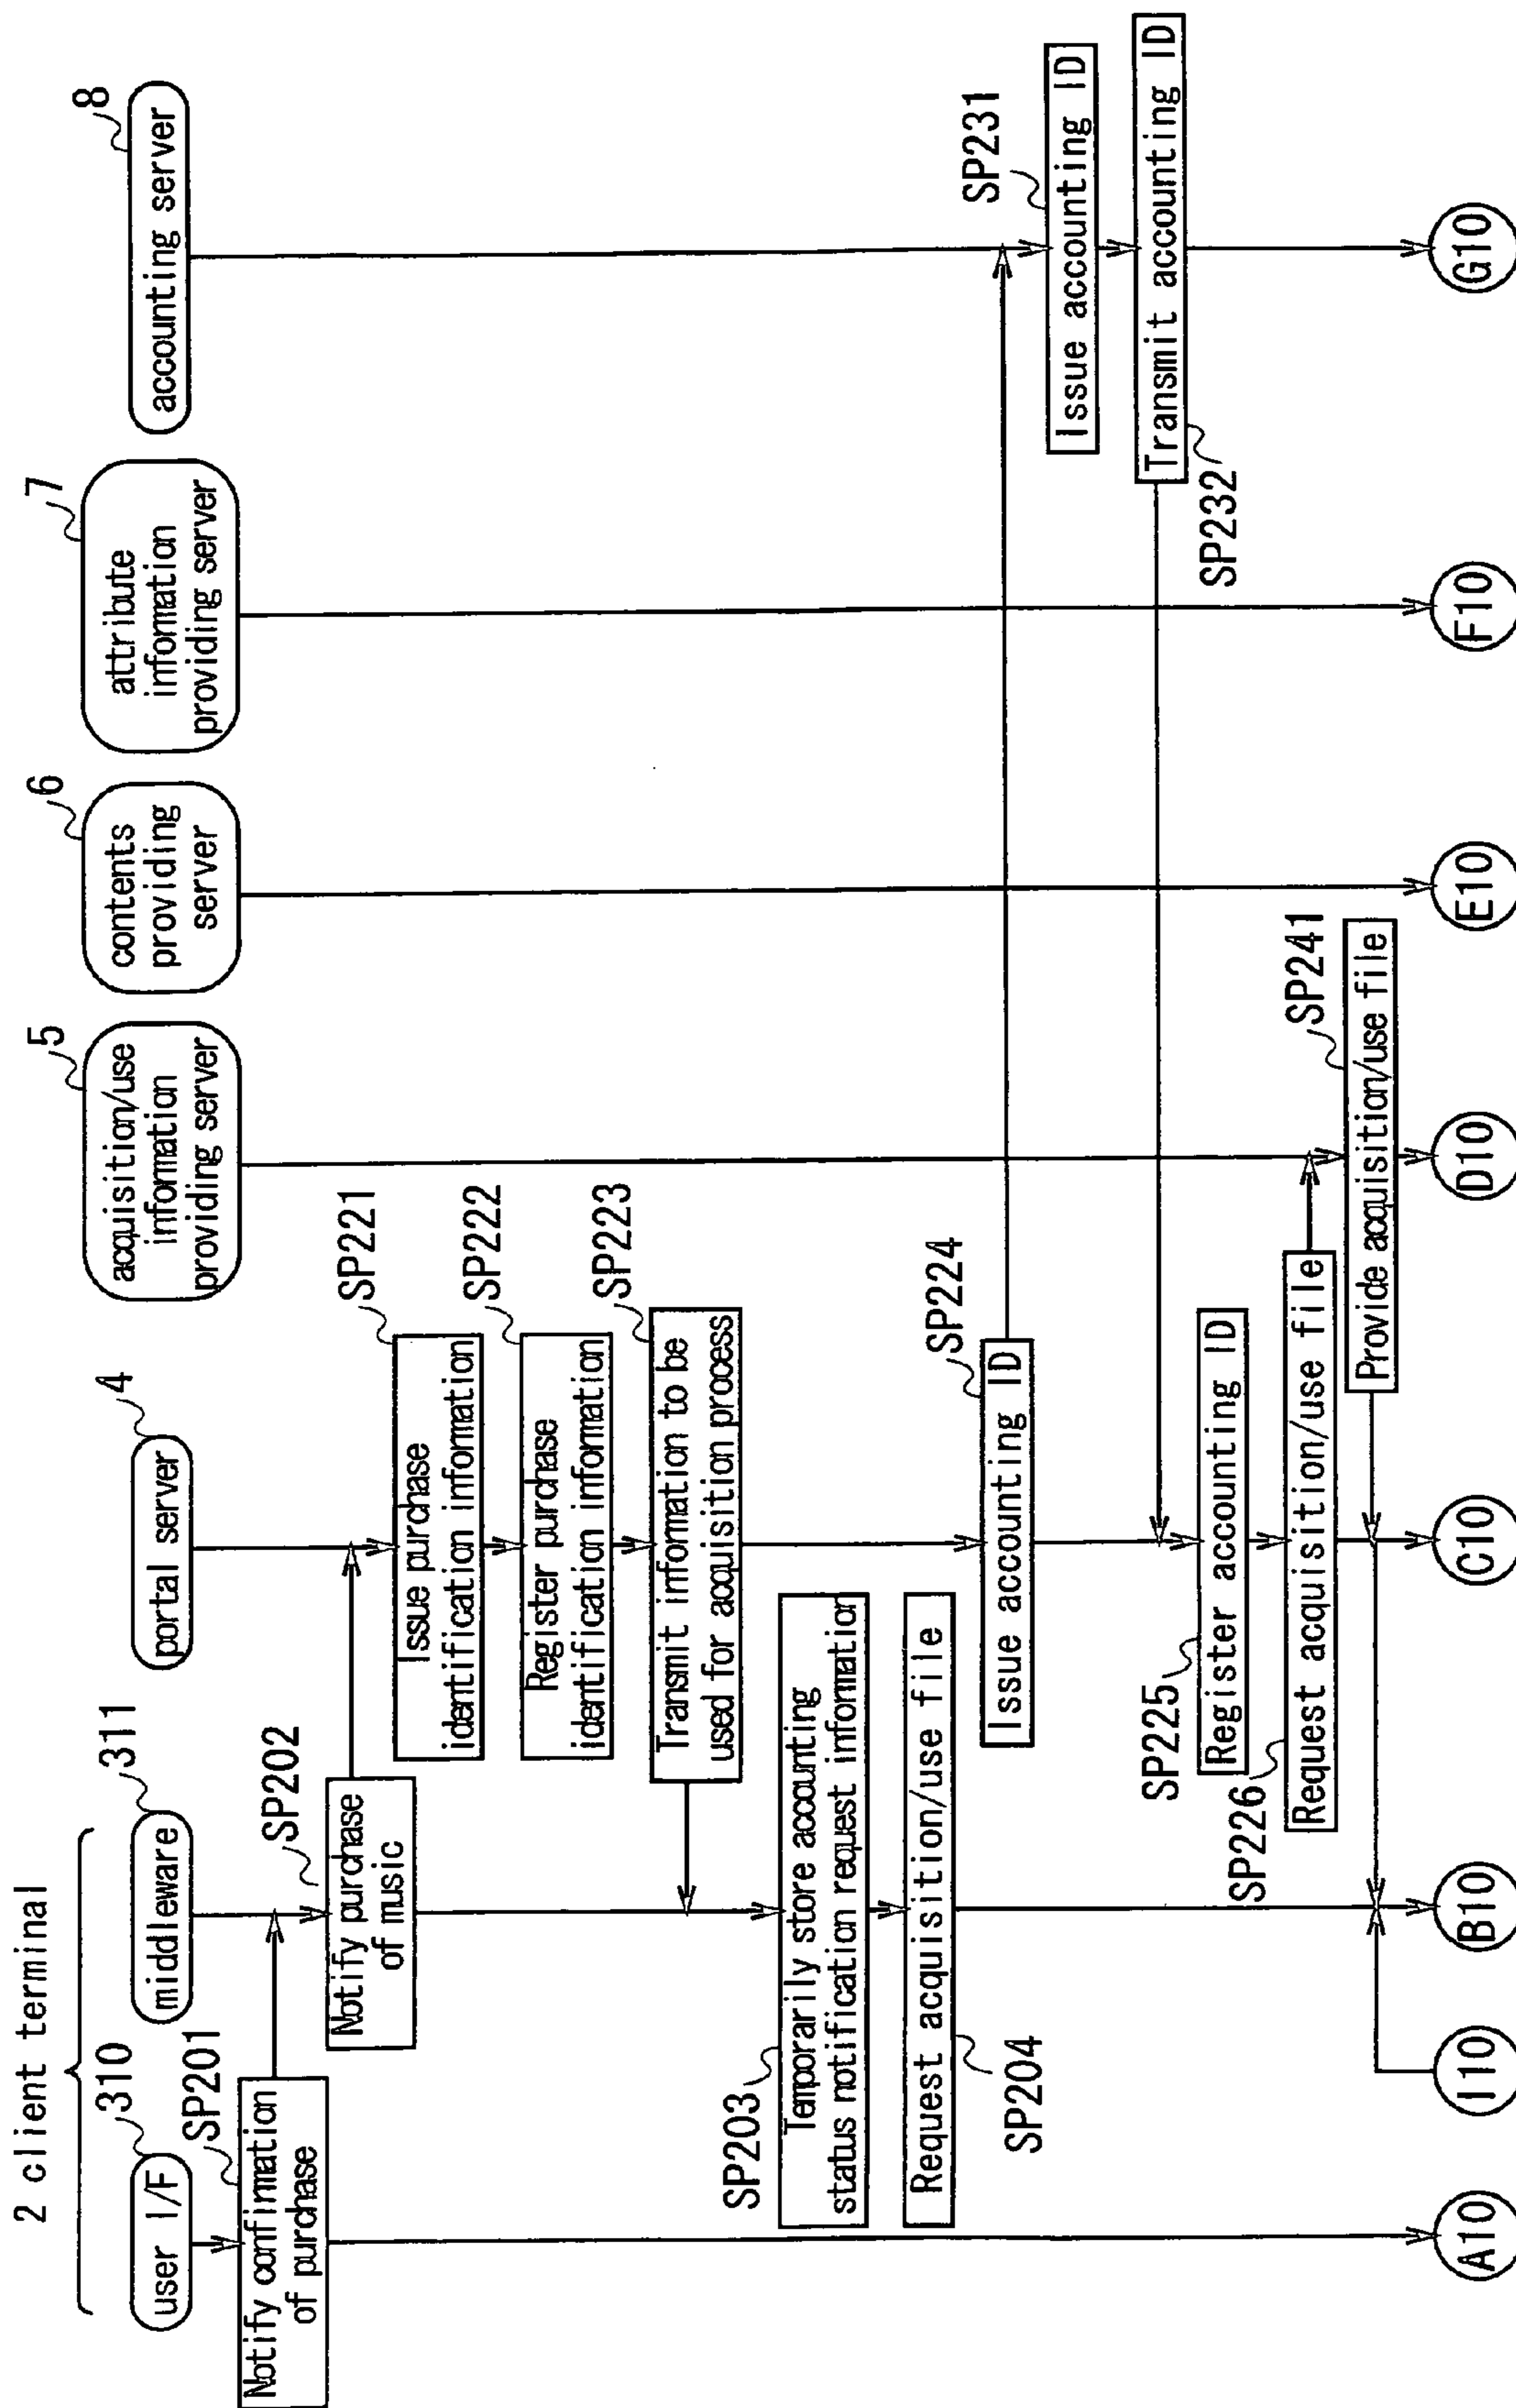 2 client terminal
310
311
4
5
6
7
8
user I/F
middleware
portal server
acquisition/use
information
providing server
contents
providing
server
attribute
information
providing server
accounting server
SP201
Notify confirmation
of purchase
SP202
Notify purchase
of music
SP221
Issue purchase
identification information
SP222
Register purchase
identification information
SP223
Transmit information to be
used for acquisition process
SP203
Temporarily store accounting
status notification request information
Request acquisition/use file
SP204
SP224
Issue accounting ID
SP231
Issue accounting ID
Transmit accounting ID
SP232
SP225
Register accounting ID
SP226
Request acquisition/use file
SP241
Provide acquisition/use file
A10
I10
B10
C10
D10
E10
F10
G10